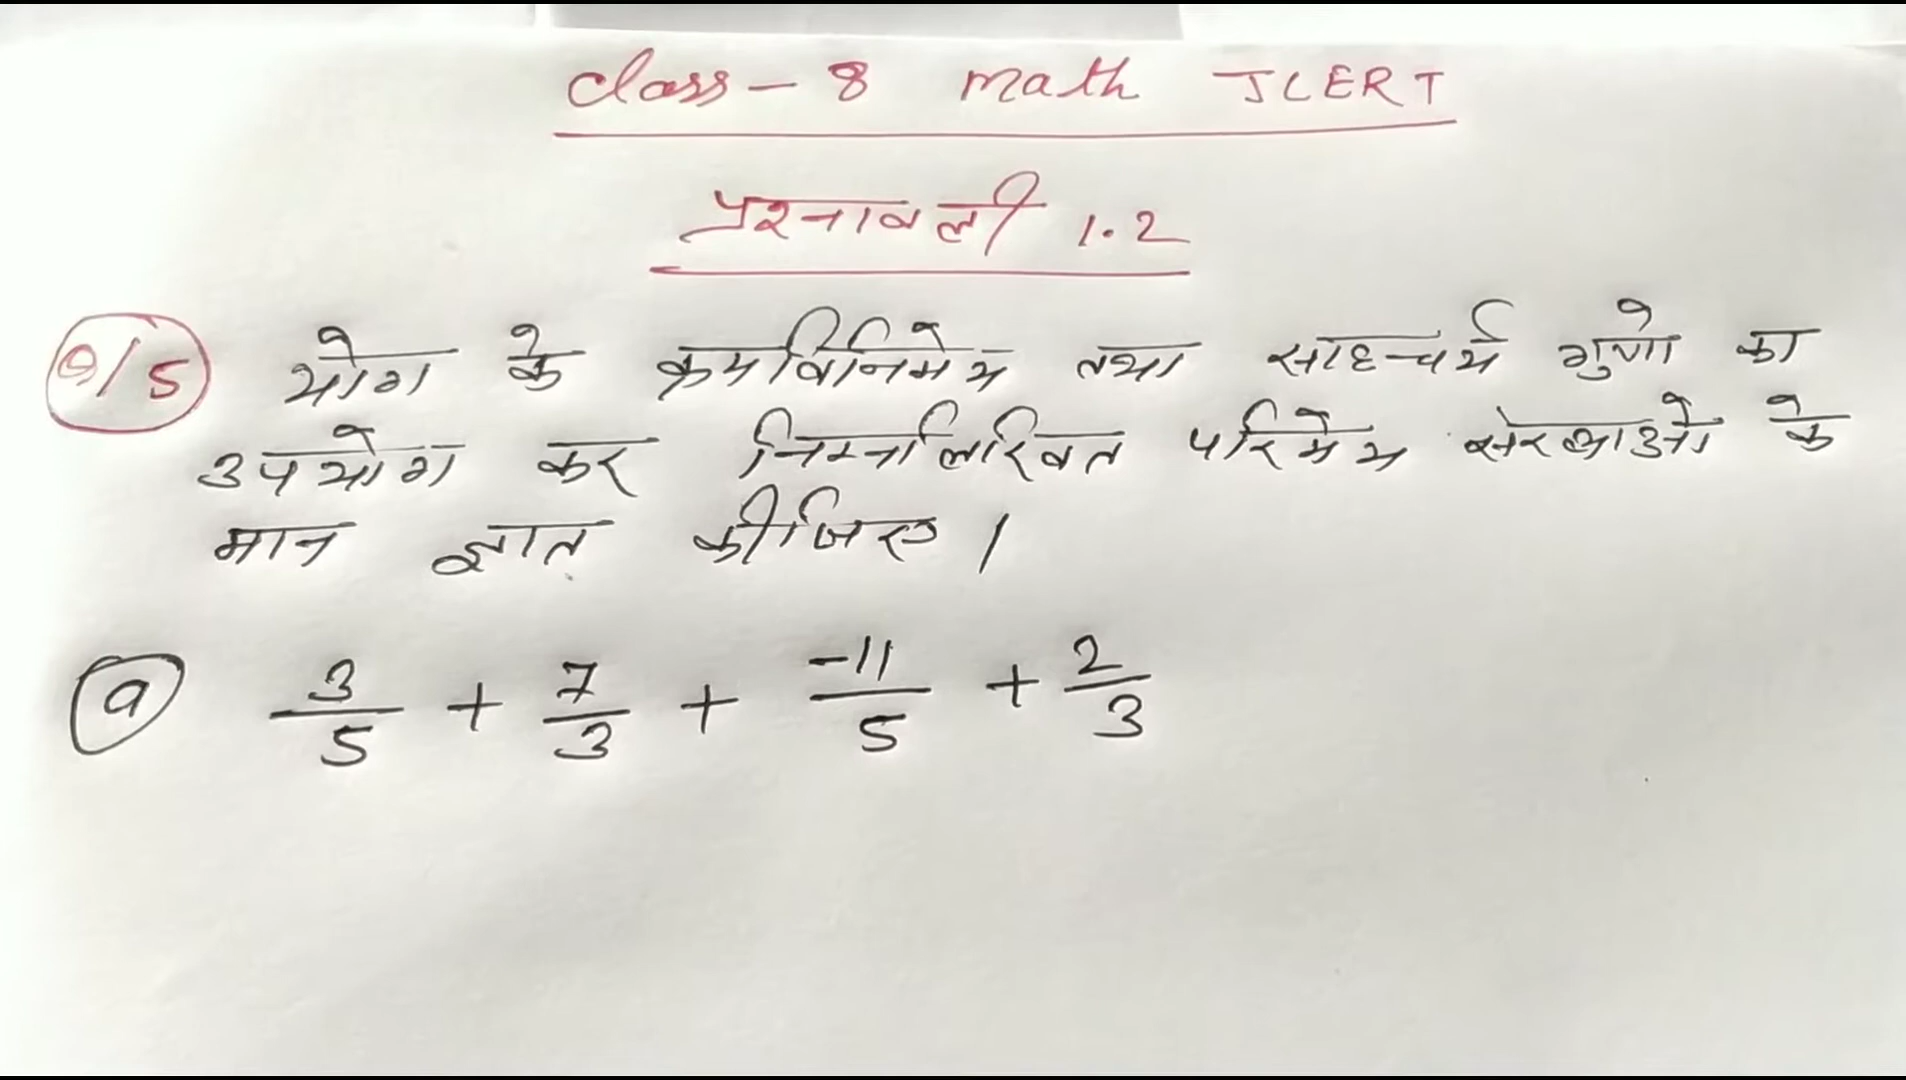 class - 8 math JCERT
प्रश्नावली 1.2
Q/5 योग के क्रमविनिमेय तथा साहचर्य गुणो का
उपयोग कर निम्नलिखित परिमेय संख्याओ के
मान ज्ञात कीजिए।
(a) 3/5 + 7/3 + -11/5 + 2/3